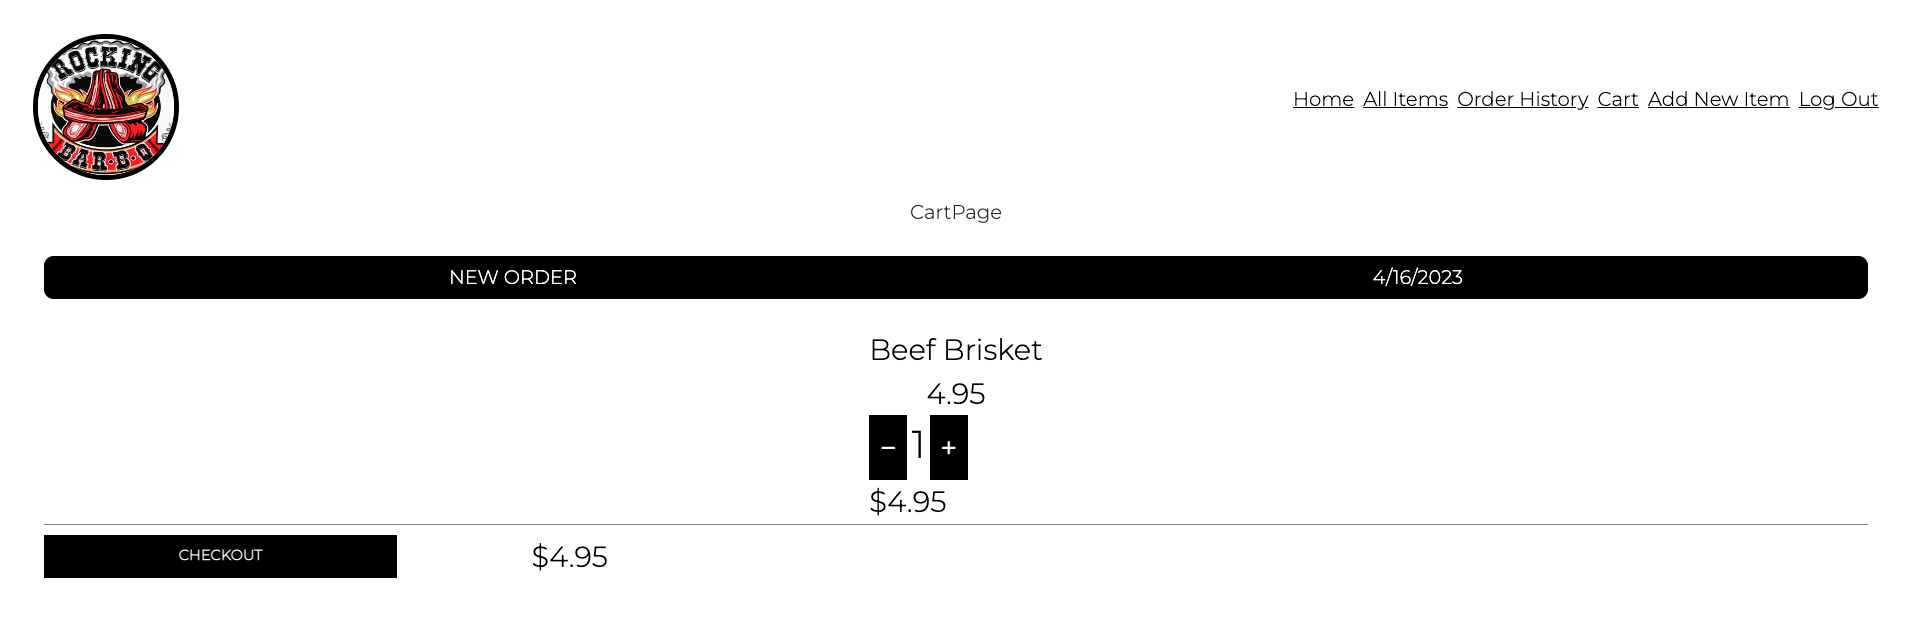 ROCKING
BAR·B·Q
Home All Items Order History Cart Add New Item Log Out
CartPage
NEW ORDER 4/16/2023
Beef Brisket
4.95
− 1 +
$4.95
CHECKOUT $4.95